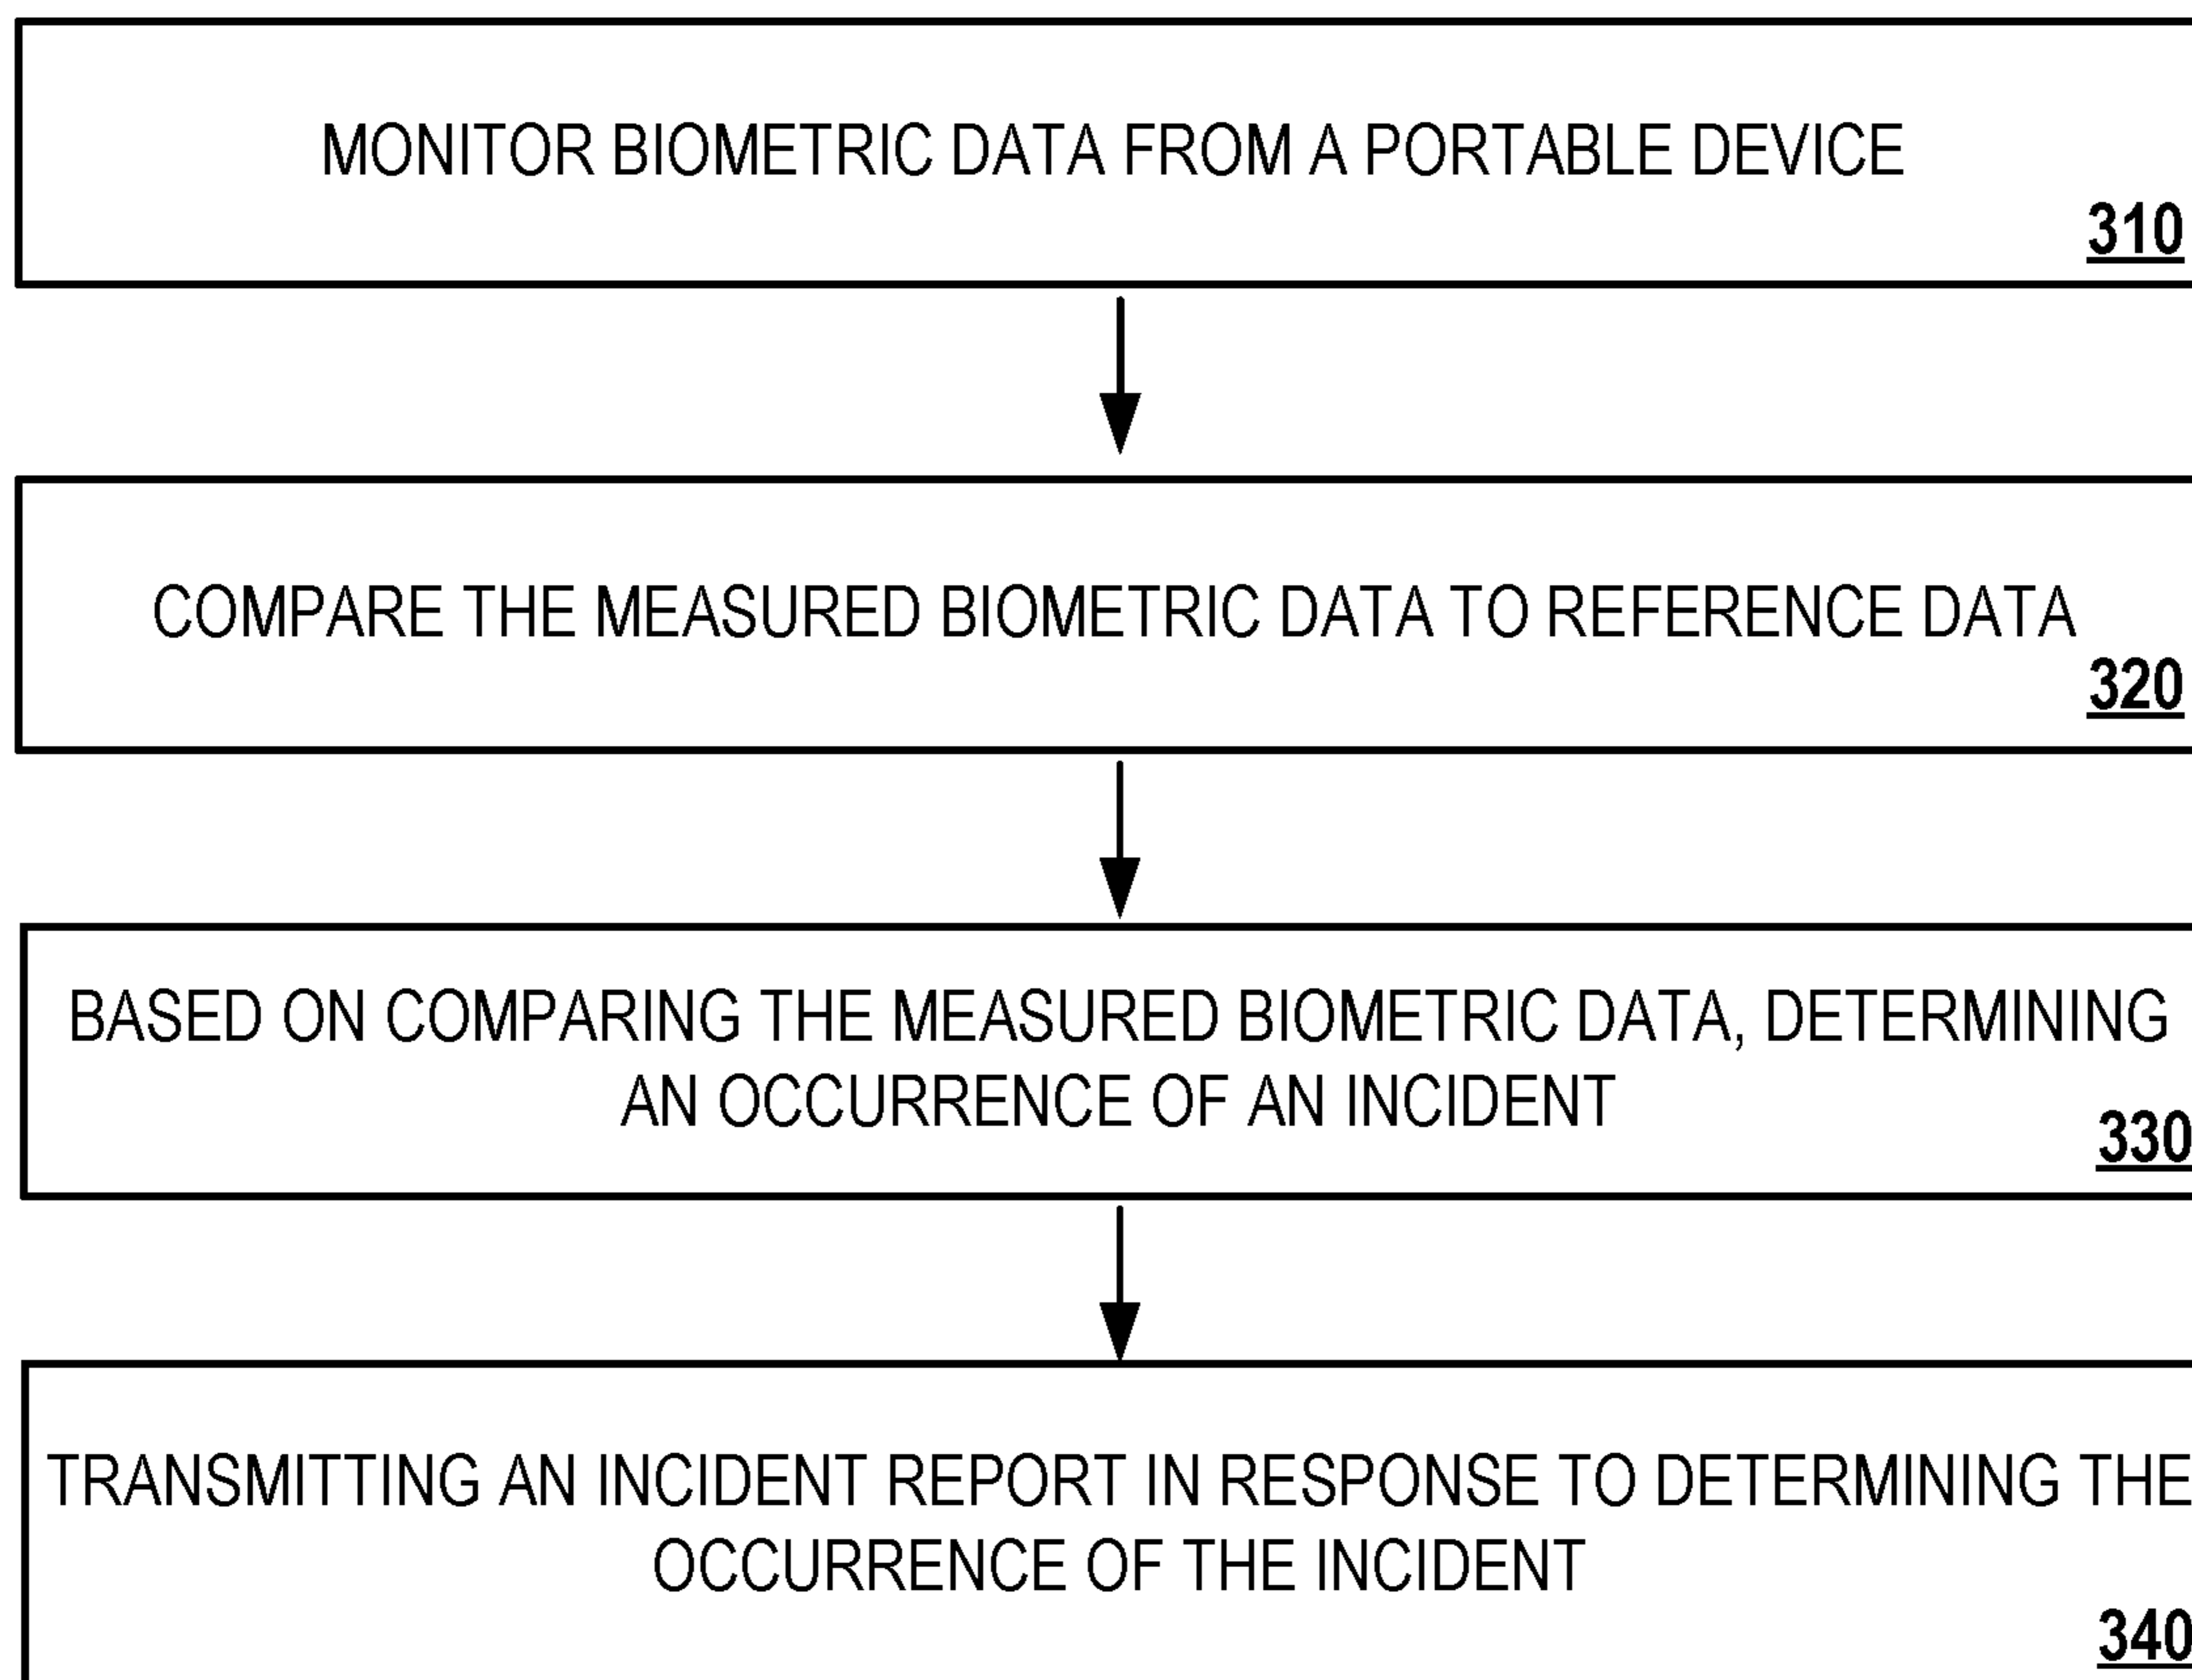 MONITOR BIOMETRIC DATA FROM A PORTABLE DEVICE
310
COMPARE THE MEASURED BIOMETRIC DATA TO REFERENCE DATA
320
BASED ON COMPARING THE MEASURED BIOMETRIC DATA, DETERMINING
AN OCCURRENCE OF AN INCIDENT
330
TRANSMITTING AN INCIDENT REPORT IN RESPONSE TO DETERMINING THE
OCCURRENCE OF THE INCIDENT
340